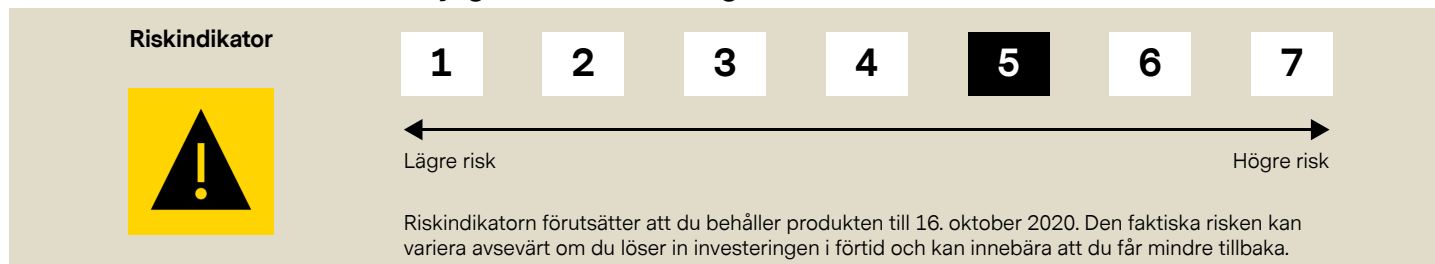 Riskindikator
1 2 3 4 5 6 7
Lägre risk Högre risk
Riskindikatorn förutsätter att du behåller produkten till 16. oktober 2020. Den faktiska risken kan
variera avsevärt om du löser in investeringen i förtid och kan innebära att du får mindre tillbaka.